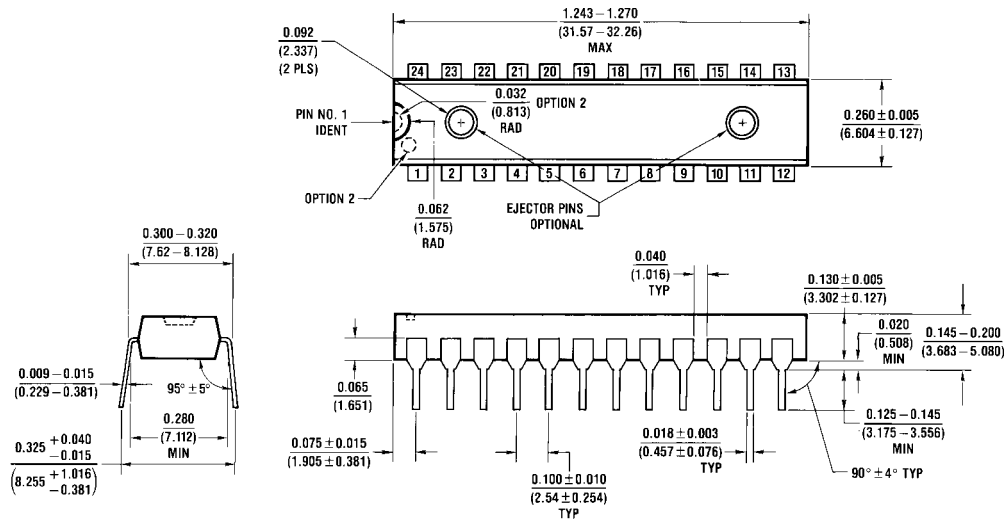 1.243–1.270
(31.57–32.26)
MAX
0.092
(2.337)
(2 PLS)
24 23 22 21 20 19 18 17 16 15 14 13
0.032
(0.813)
RAD
OPTION 2
PIN NO. 1
IDENT
0.260 ± 0.005
(6.604 ± 0.127)
1 2 3 4 5 6 7 8 9 10 11 12
OPTION 2
0.062
(1.575)
RAD
EJECTOR PINS
OPTIONAL
0.300–0.320
(7.62–8.128)
0.040
(1.016)
TYP
0.130 ± 0.005
(3.302 ± 0.127)
0.020
(0.508)
MIN
0.145–0.200
(3.683–5.080)
0.009–0.015
(0.229–0.381)
95° ± 5°
0.280
(7.112)
MIN
0.325 +0.040
−0.015
(8.255 +1.016
−0.381)
0.065
(1.651)
0.075 ± 0.015
(1.905 ± 0.381)
0.100 ± 0.010
(2.54 ± 0.254)
TYP
0.018 ± 0.003
(0.457 ± 0.076)
TYP
0.125–0.145
(3.175–3.556)
MIN
90° ± 4° TYP